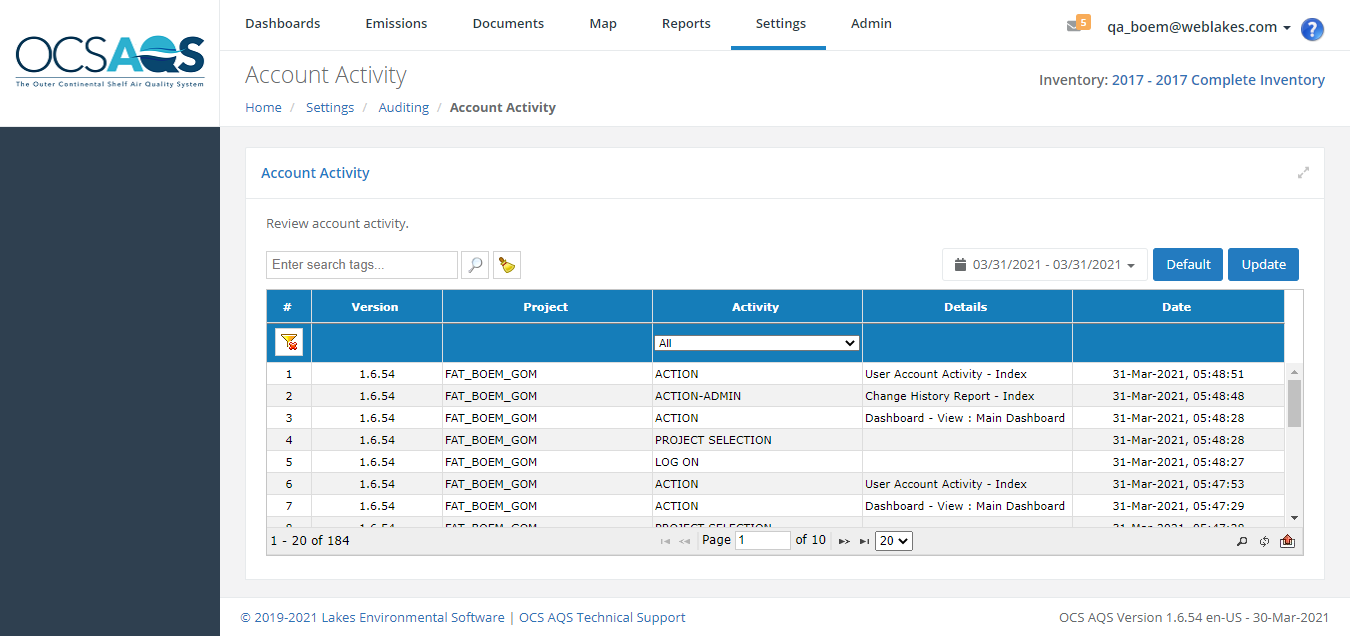 OCSAQS
The Outer Continental Shelf Air Quality System
Dashboards Emissions Documents Map Reports Settings Admin
5 qa_boem@weblakes.com ?
Account Activity
Inventory: 2017 - 2017 Complete Inventory
Home / Settings / Auditing / Account Activity
Account Activity
Review account activity.
Enter search tags... 03/31/2021 - 03/31/2021 Default Update
# Version Project Activity Details Date
All
1 1.6.54 FAT_BOEM_GOM ACTION User Account Activity - Index 31-Mar-2021, 05:48:51
2 1.6.54 FAT_BOEM_GOM ACTION-ADMIN Change History Report - Index 31-Mar-2021, 05:48:48
3 1.6.54 FAT_BOEM_GOM ACTION Dashboard - View : Main Dashboard 31-Mar-2021, 05:48:28
4 1.6.54 FAT_BOEM_GOM PROJECT SELECTION 31-Mar-2021, 05:48:28
5 1.6.54 FAT_BOEM_GOM LOG ON 31-Mar-2021, 05:48:27
6 1.6.54 FAT_BOEM_GOM ACTION User Account Activity - Index 31-Mar-2021, 05:47:53
7 1.6.54 FAT_BOEM_GOM ACTION Dashboard - View : Main Dashboard 31-Mar-2021, 05:47:29
8 1.6.54 FAT_BOEM_GOM PROJECT SELECTION
1 - 20 of 184 Page 1 of 10 20
© 2019-2021 Lakes Environmental Software | OCS AQS Technical Support
OCS AQS Version 1.6.54 en-US - 30-Mar-2021